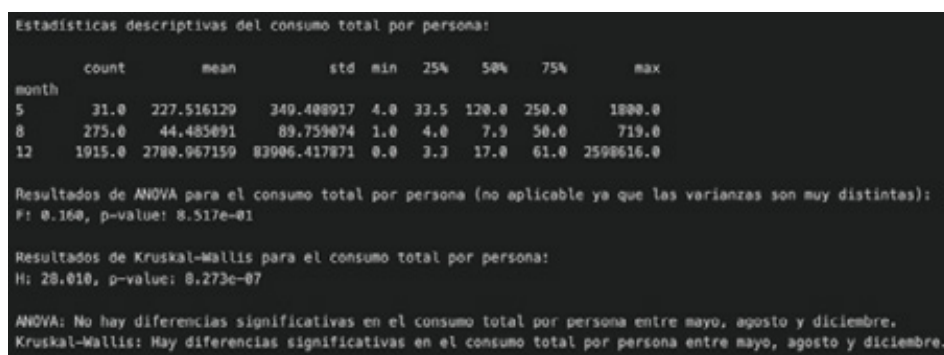 Estadísticas descriptivas del consumo total por persona:
count mean std min 25% 50% 75% max
month
5 31.0 227.516129 349.408917 4.0 33.5 120.0 250.0 1800.0
8 275.0 44.485091 89.759074 1.0 4.0 7.9 50.0 719.0
12 1915.0 2780.967159 83906.417871 0.0 3.3 17.0 61.0 2598616.0
Resultados de ANOVA para el consumo total por persona (no aplicable ya que las varianzas son muy distintas):
F: 0.160, p-value: 8.517e-01
Resultados de Kruskal-Wallis para el consumo total por persona:
H: 28.010, p-value: 8.273e-07
ANOVA: No hay diferencias significativas en el consumo total por persona entre mayo, agosto y diciembre.
Kruskal-Wallis: Hay diferencias significativas en el consumo total por persona entre mayo, agosto y diciembre.